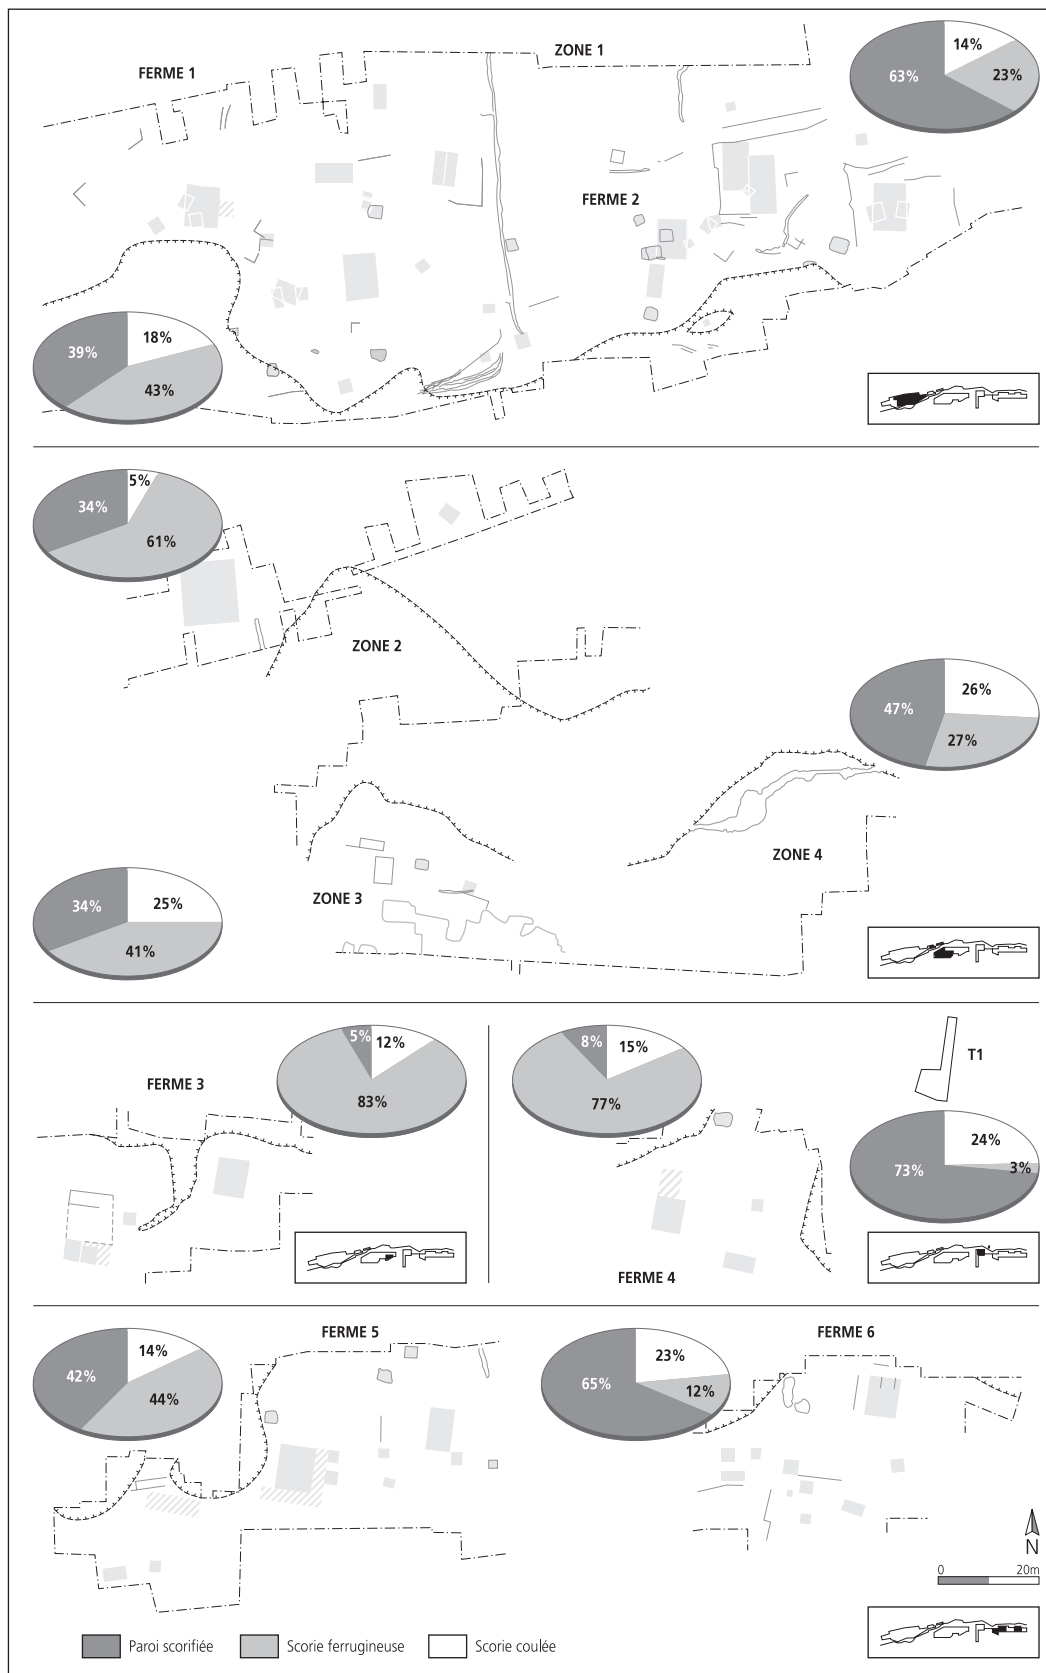 FERME 1
ZONE 1
14%
63%
23%
FERME 2
18%
39%
43%
5%
34%
61%
ZONE 2
26%
47%
27%
ZONE 4
ZONE 3
25%
34%
41%
FERME 3
5%
12%
83%
8%
15%
77%
T1
24%
73%
3%
FERME 4
FERME 5
14%
42%
44%
FERME 6
23%
65%
12%
N
0 20m
Paroi scorifiée Scorie ferrugineuse Scorie coulée